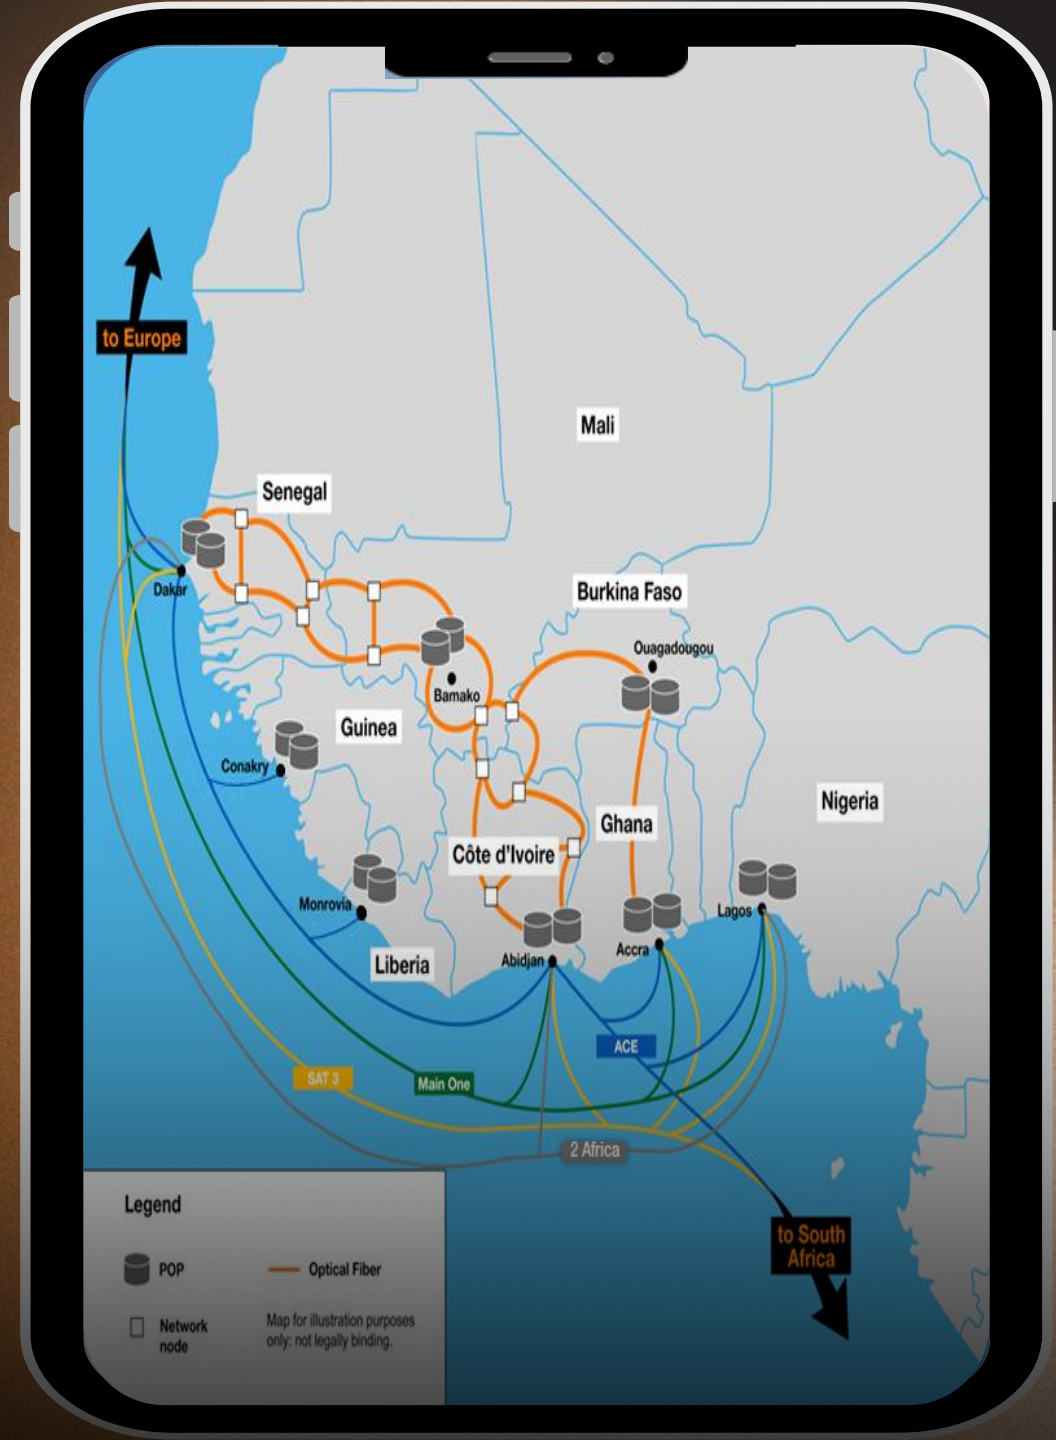 to Europe
Mali
Senegal
Dakar
Burkina Faso
Ouagadougou
Bamako
Guinea
Conakry
Nigeria
Ghana
Côte d'Ivoire
Monrovia
Lagos
Liberia
Abidjan
Accra
ACE
SAT 3
Main One
2 Africa
to South
Africa
Legend
POP
Optical Fiber
Network
node
Map for illustration purposes
only: not legally binding.